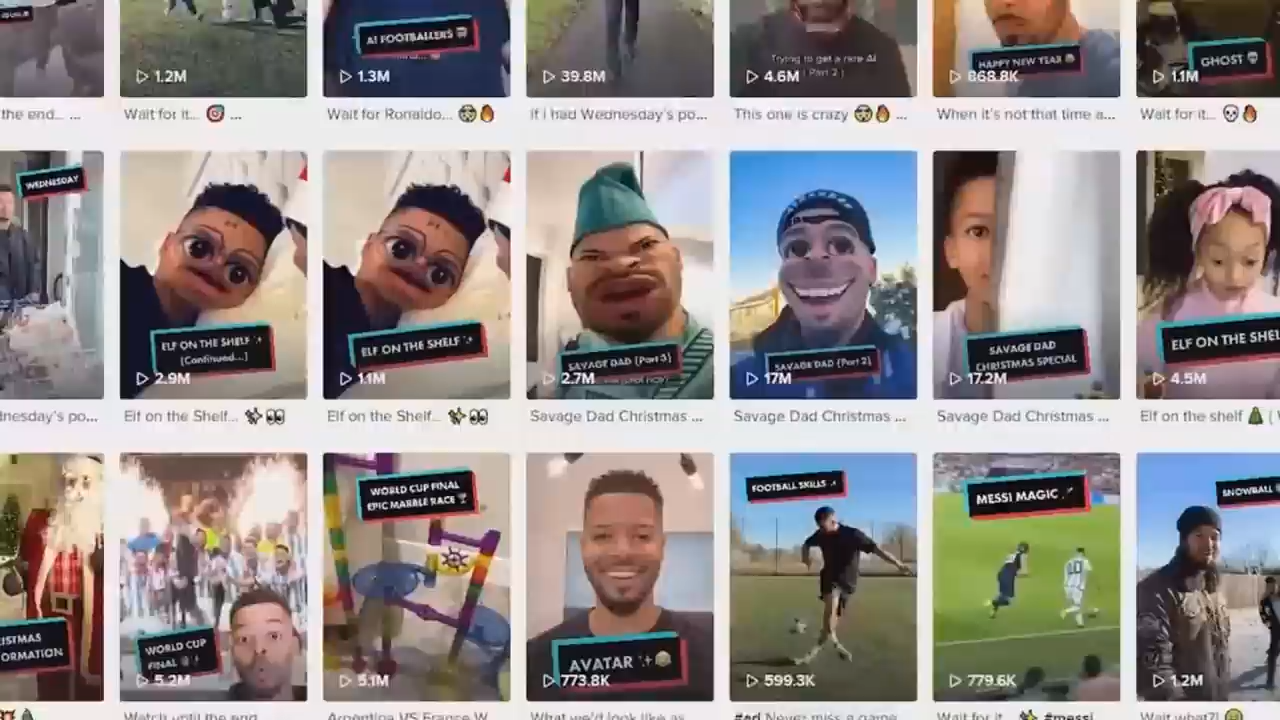 1.2M
AI FOOTBALLERS
1.3M
39.8M
Trying to get a rare AI
( Part 2 )
4.6M
HAPPY NEW YEAR
868.8K
GHOST 💀
1.1M
the end... ...
Wait for it... 🎯 ...
Wait for Ronaldo... 🔥
If i had Wednesday's po...
This one is crazy 🔥 ...
When it's not that time a...
Wait for it... 💀🔥
WEDNESDAY
ELF ON THE SHELF ✨
(Continued...)
2.9M
ELF ON THE SHELF ✨
1.1M
SAVAGE DAD (Part 3)
2.7M
SAVAGE DAD (Part 2)
17M
SAVAGE DAD
CHRISTMAS SPECIAL
17.2M
ELF ON THE SHE
4.5M
dnesday's po...
Elf on the Shelf... ✨👀
Elf on the Shelf... ✨👀
Savage Dad Christmas ...
Savage Dad Christmas ...
Savage Dad Christmas ...
Elf on the shelf 🎄 (
ISTMAS
ORMATION
WORLD CUP
FINAL
5.2M
WORLD CUP FINAL
EPIC MARBLE RACE 🏆
5.1M
AVATAR ✨😂
773.8K
FOOTBALL SKILLS ✨
599.3K
MESSI MAGIC
10
779.6K
SNOWBALL
1.2M
Watch until the end
Argentina VS France W
What we'd look like as
#ad Never miss a game
Wait for it... ✨ #messi
Wait what?!